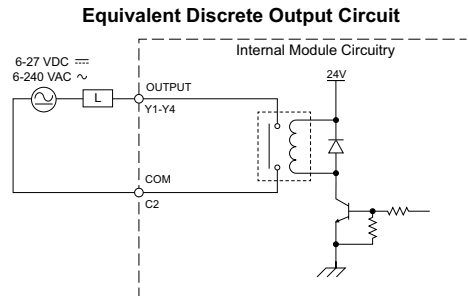 Equivalent Discrete Output Circuit
Internal Module Circuitry
6-27 VDC ⎓
6-240 VAC ~
24V
L
OUTPUT
Y1-Y4
COM
C2